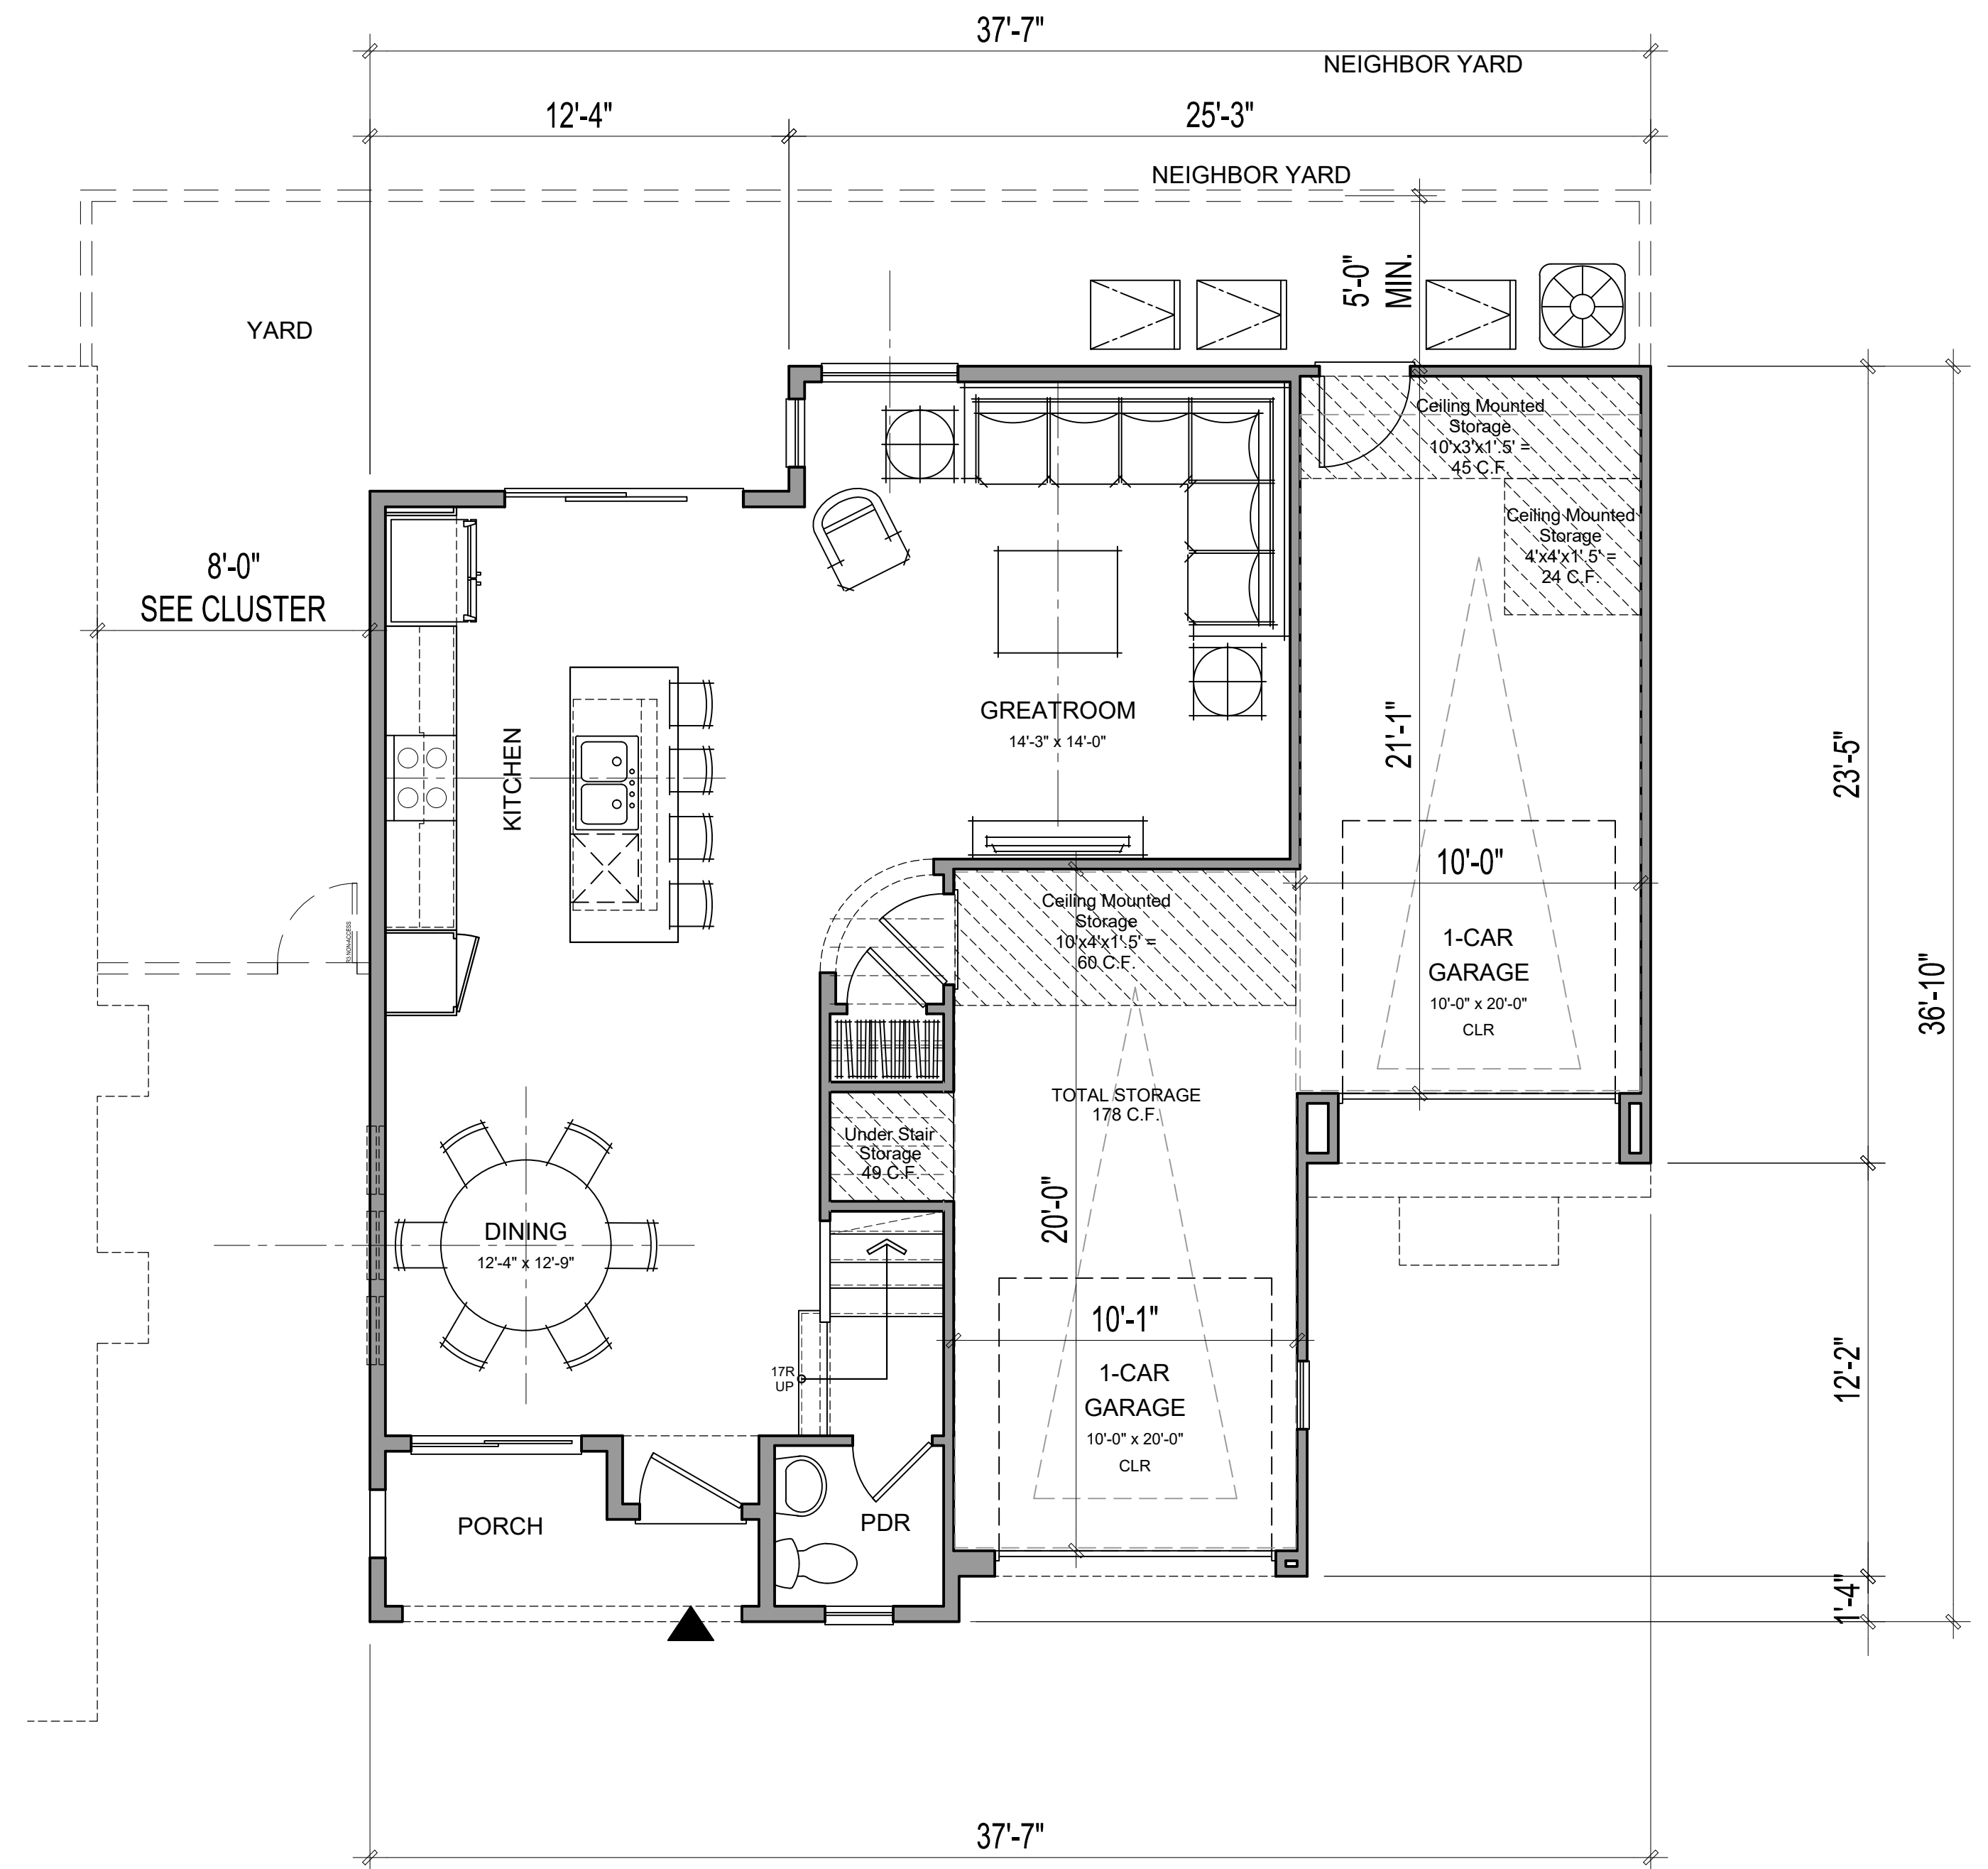 37'-7"
NEIGHBOR YARD
12'-4"
25'-3"
NEIGHBOR YARD
5'-0"
MIN.
YARD
Ceiling Mounted
Storage
10'x3'x1'.5' =
45 C.F.
Ceiling Mounted
Storage
4'x4'x1'.5' =
24 C.F.
8'-0"
SEE CLUSTER
KITCHEN
GREATROOM
14'-3" x 14'-0"
21'-1"
23'-5"
10'-0"
1-CAR
GARAGE
10'-0" x 20'-0"
CLR
36'-10"
Ceiling Mounted
Storage
10'x4'x1'.5' =
60 C.F.
TOTAL STORAGE
178 C.F.
Under Stair
Storage
49 C.F.
20'-0"
DINING
12'-4" x 12'-9"
10'-1"
1-CAR
GARAGE
10'-0" x 20'-0"
CLR
12'-2"
17R
UP
PORCH
PDR
1'-4"
37'-7"